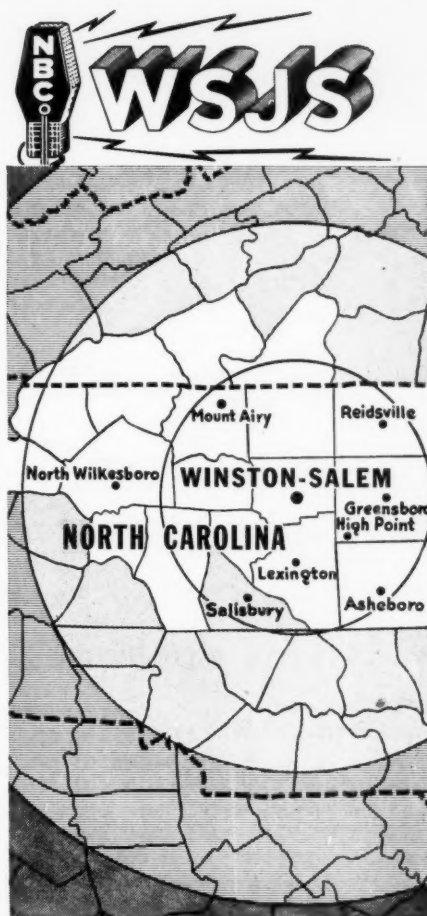 NBC
WSJS
Mount Airy
Reidsville
North Wilkesboro
WINSTON-SALEM
Greensboro
High Point
NORTH CAROLINA
Lexington
Salisbury
Asheboro